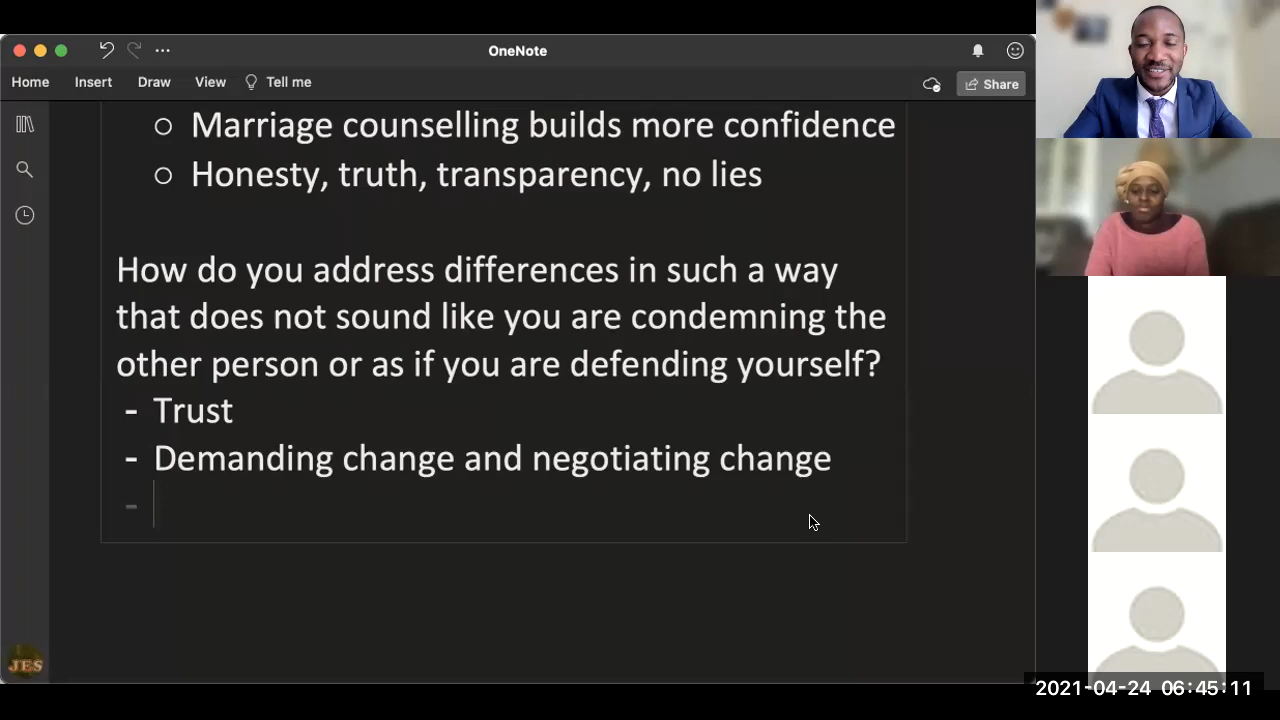 OneNote
Home Insert Draw View Tell me Share
○ Marriage counselling builds more confidence
○ Honesty, truth, transparency, no lies
How do you address differences in such a way
that does not sound like you are condemning the
other person or as if you are defending yourself?
- Trust
- Demanding change and negotiating change
-
JES
2021-04-24 06:45:11